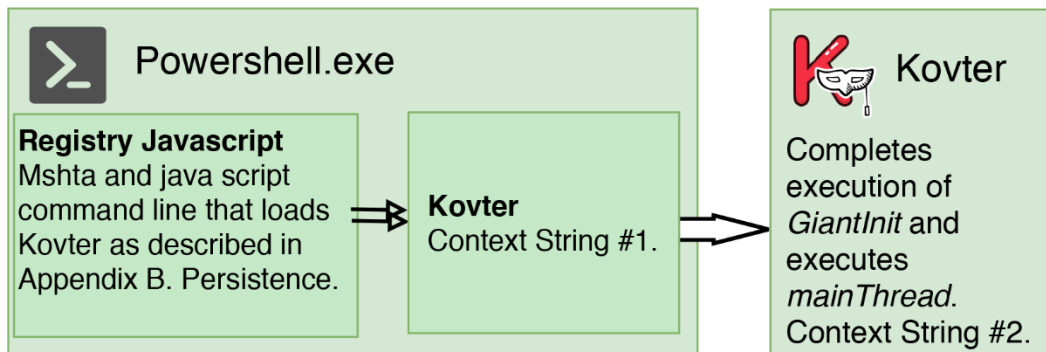 Powershell.exe
Registry Javascript
Mshta and java script
command line that loads
Kovter as described in
Appendix B. Persistence.
Kovter
Context String #1.
Kovter
Completes
execution of
GiantInit and
executes
mainThread.
Context String #2.